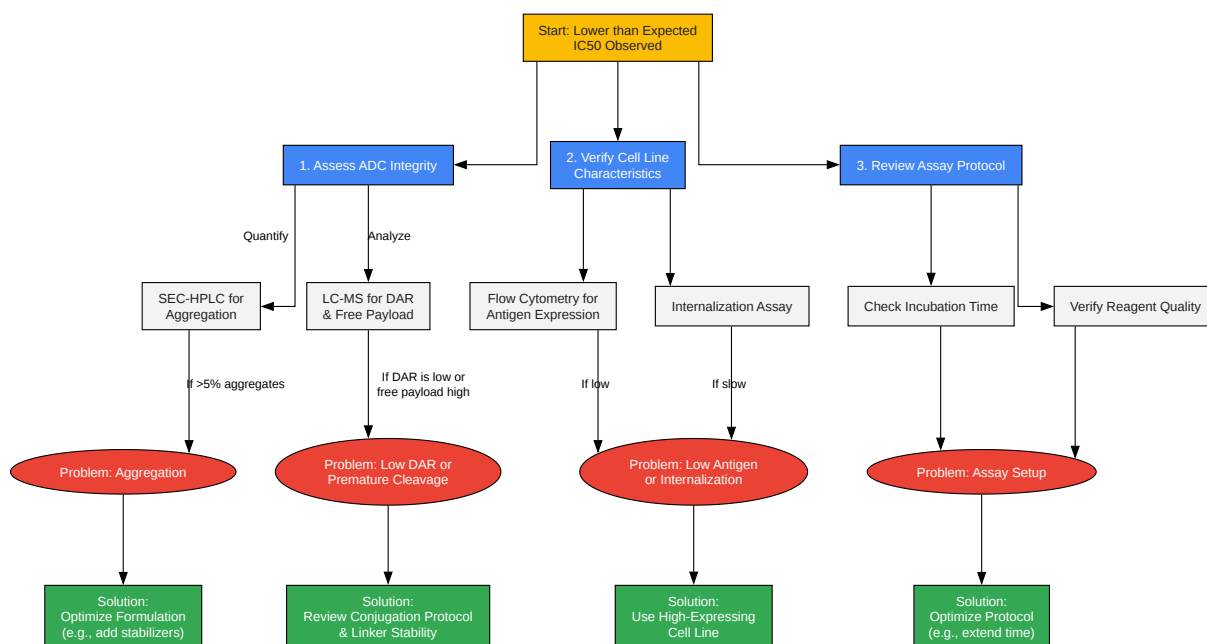 Start: Lower than Expected
IC50 Observed
1. Assess ADC Integrity
2. Verify Cell Line
Characteristics
3. Review Assay Protocol
Quantify
Analyze
SEC-HPLC for
Aggregation
LC-MS for DAR
& Free Payload
Flow Cytometry for
Antigen Expression
Internalization Assay
Check Incubation Time
Verify Reagent Quality
If >5% aggregates
If DAR is low or
free payload high
If low
If slow
Problem: Aggregation
Problem: Low DAR or
Premature Cleavage
Problem: Low Antigen
or Internalization
Problem: Assay Setup
Solution:
Optimize Formulation
(e.g., add stabilizers)
Solution:
Review Conjugation Protocol
& Linker Stability
Solution:
Use High-Expressing
Cell Line
Solution:
Optimize Protocol
(e.g., extend time)